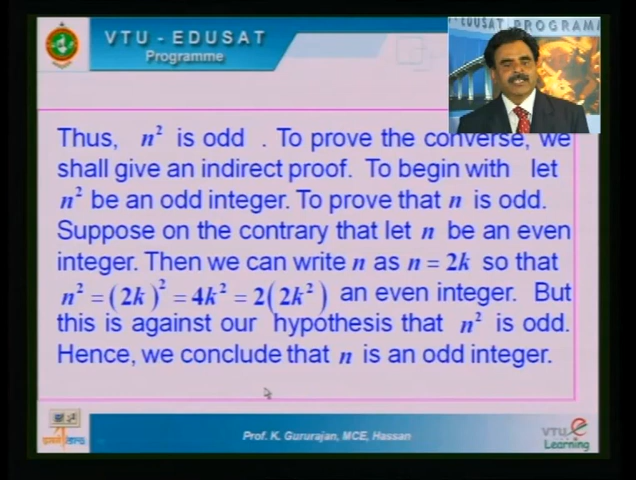 VTU - EDUSAT
Programme
EDUSAT PROGRAM
Thus, n² is odd . To prove the converse, we
shall give an indirect proof. To begin with let
n² be an odd integer. To prove that n is odd.
Suppose on the contrary that let n be an even
integer. Then we can write n as n = 2k so that
n² = (2k)² = 4k² = 2(2k²) an even integer. But
this is against our hypothesis that n² is odd.
Hence, we conclude that n is an odd integer.
Prof. K. Gururajan, MCE, Hassan
VTU e
Learning